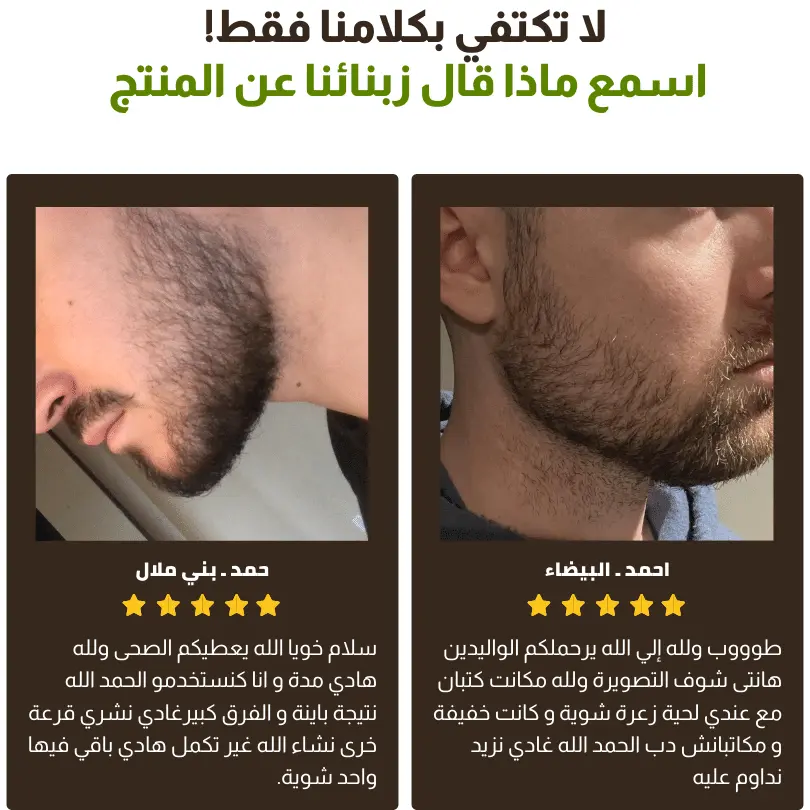 لا تكتفي بكلامنا فقط!
اسمع ماذا قال زبنائنا عن المنتج
احمد - البيضاء
طوووب ولله إلي الله يرحملكم الواليدين
هانتى شوف التصويرة ولله مكانت كتبان
مع عندي لحية زعرة شوية و كانت خفيفة
و مكاتبانش دب الحمد الله غادي نزيد
نداوم عليه
حمد - بني ملال
سلام خويا الله يعطيكم الصحى ولله
هادي مدة و انا كنستخدمو الحمد الله
نتيجة باينة و الفرق كبيرغادي نشري قرعة
خرى نشاء الله غير تكمل هادي باقي فيها
واحد شوية.